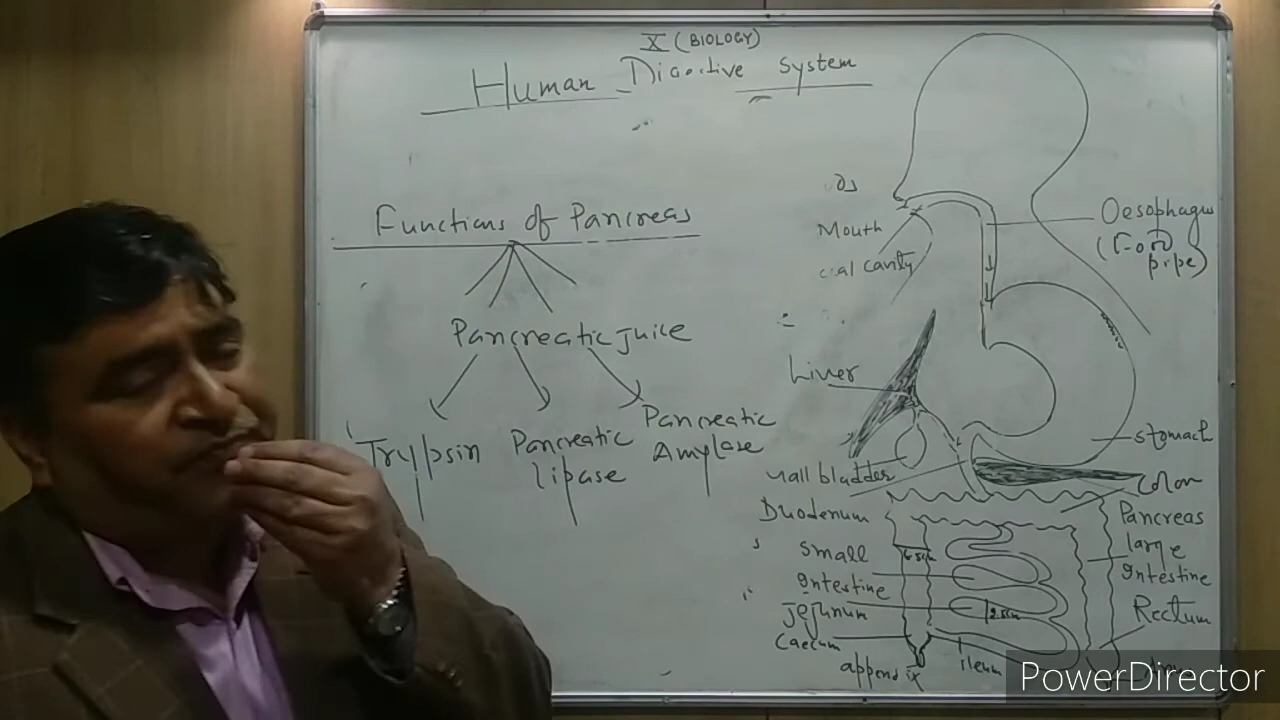 X (BIOLOGY)
Human Digestive System
Functions of Pancreas
Pancreatic juice
Trypsin
Pancreatic
lipase
Pancreatic
Amylase
Mouth
cavity
Oesophagus
(Food
pipe)
Liver
Stomach
Gall bladder
Colon
Duodenum
Pancreas
Small
Intestine
large
Intestine
Jejunum
Rectum
Caecum
appendix
ileum
PowerDirector